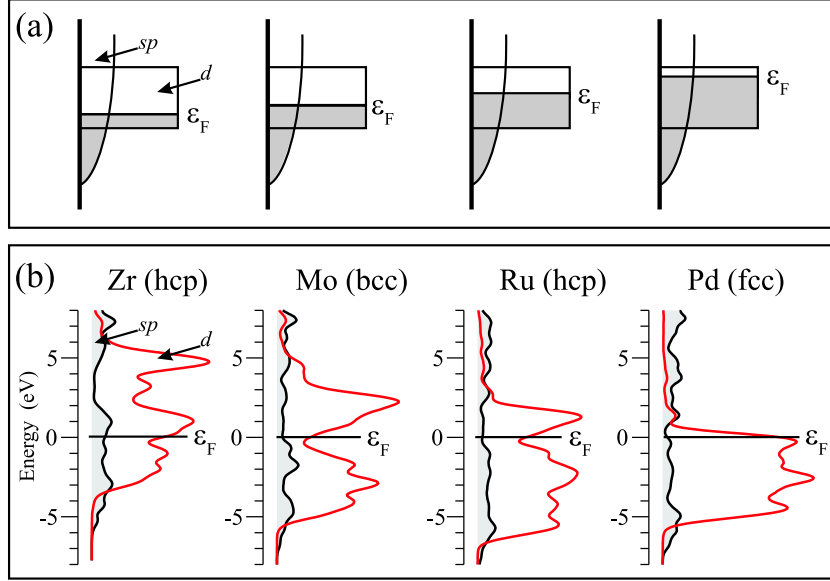 (a)
sp
d
εF
εF
εF
εF
(b)
Zr (hcp)
Mo (bcc)
Ru (hcp)
Pd (fcc)
sp
d
5
0
-5
Energy (eV)
εF
5
0
-5
εF
5
0
-5
εF
5
0
-5
εF